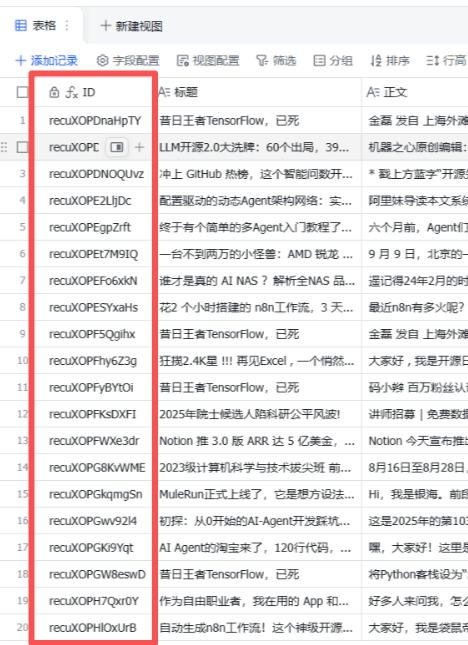 表格 + 新建视图
+ 添加记录 字段配置 视图配置 筛选 分组 排序 行高
ID 标题 正文
1 recuXOPDnaHpTY 昔日王者TensorFlow，已死 金磊 发自 上海外滩
recuXOPD LLM开源2.0大洗牌：60个出局，39... 机器之心原创编辑：
3 recuXOPDNOQUvz 冲上 GitHub 热榜，这个智能问数开... * 戳上方蓝字“开源
4 recuXOPE2LljDc 配置驱动的动态Agent架构网络：实... 阿里妹导读本文系统
5 recuXOPEgpZrft 终于有个简单的多Agent入门教程了... 六个月前，Agent们
6 recuXOPEt7M9IQ 一台不到两万的小怪兽：AMD 锐龙 ... 9 月 9 日，北京的一
7 recuXOPEFo6xkN 谁才是真的 AI NAS ？解析全NAS 品... 遥记得24年2月的时
8 recuXOPESYxaHs 花2 个小时搭建的 n8n工作流，3 天... 最近n8n有多火呢？
9 recuXOPF5Qgihx 昔日王者TensorFlow，已死 金磊 发自 上海外滩
10 recuXOPFhy6Z3g 狂揽2.4K星 !!! 再见Excel，一个悄然... 大家好，我是开源日
11 recuXOPFyBYtOi 昔日王者TensorFlow，已死 码小辫 百万粉丝认
12 recuXOPFKsDXFI 2025年院士候选人陷科研公平风波! 讲师招募｜免费数据
13 recuXOPFWXe3dr Notion 推 3.0 版 ARR 达 5 亿美金，... Notion 今天宣布推出
14 recuXOPG8KvWME 2023级计算机科学与技术拔尖班 前... 8月16日至8月28日，
15 recuXOPGkqmgSn MuleRun正式上线了，它是想方设法... Hi，我是银海。前段
16 recuXOPGwv92l4 初探：从0开始的AI-Agent开发踩坑... 这是2025年的第103
17 recuXOPGKi9Yqt AI Agent的淘宝来了，120行代码，... 嘿，大家好！这里是
18 recuXOPGW8eswD 昔日王者TensorFlow，已死 将Python客栈设为“
19 recuXOPH7Qxr0Y 作为自由职业者，我在用的 App 和... 好多人来问我，怎么
20 recuXOPHlOxUrB 自动生成n8n工作流！这个神级开源... 大家好，我是袋鼠帝